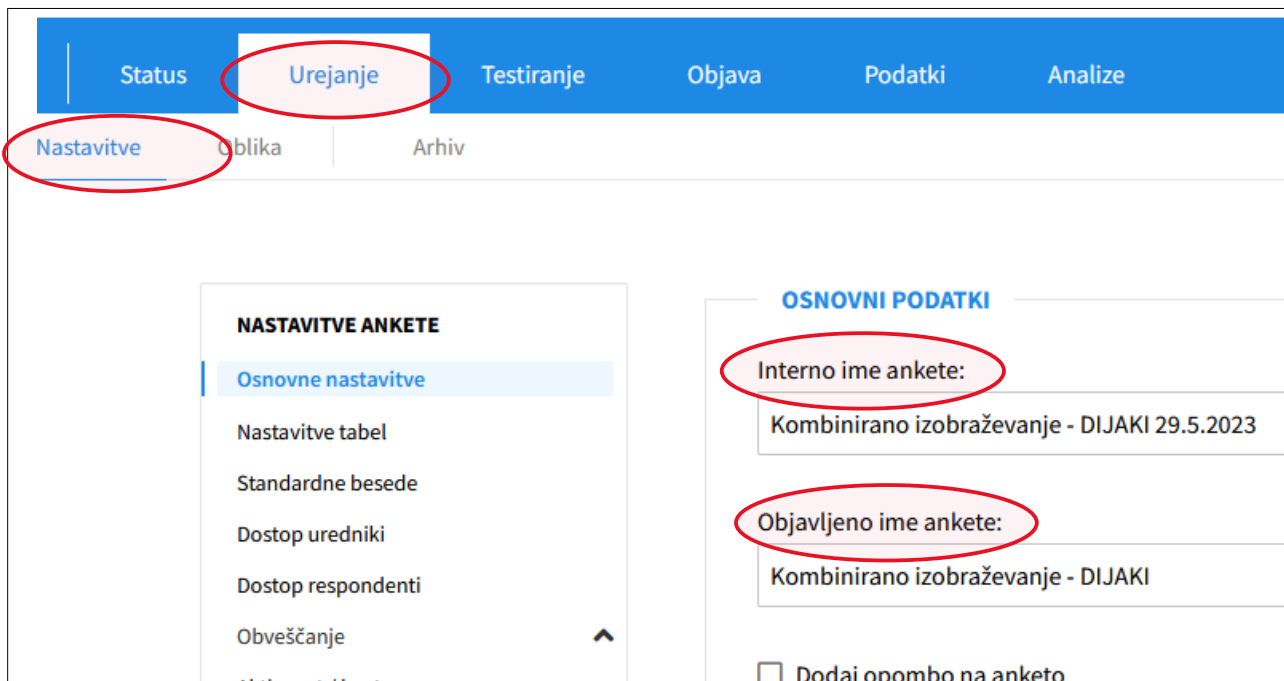 Status Urejanje Testiranje Objava Podatki Analize
Nastavitve Oblika Arhiv
NASTAVITVE ANKETE
Osnovne nastavitve
Nastavitve tabel
Standardne besede
Dostop uredniki
Dostop respondenti
Obveščanje
OSNOVNI PODATKI
Interno ime ankete:
Kombinirano izobraževanje - DIJAKI 29.5.2023
Objavljeno ime ankete:
Kombinirano izobraževanje - DIJAKI
Dodaj opombo na anketo